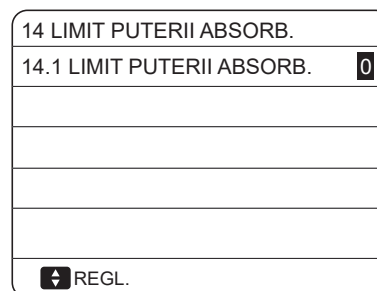 14 LIMIT PUTERII ABSORB.
14.1 LIMIT PUTERII ABSORB. 0
REGL.